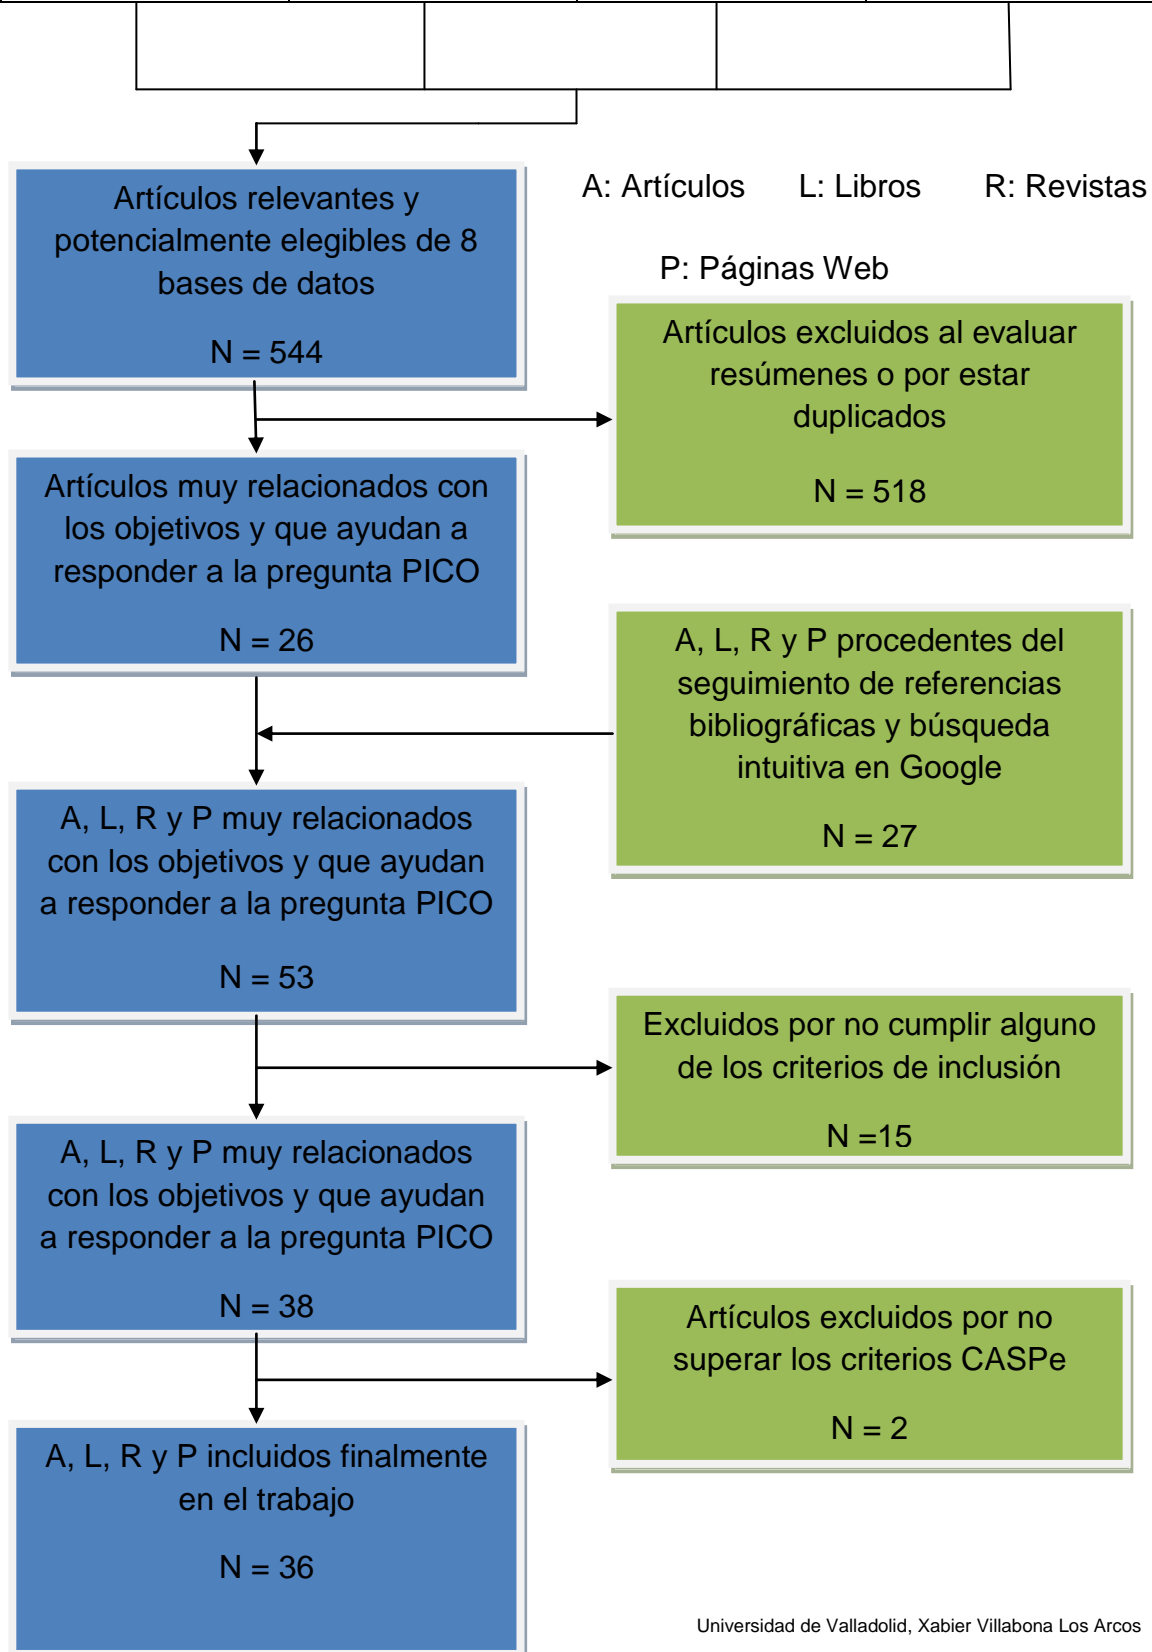 Artículos relevantes y
potencialmente elegibles de 8
bases de datos
N = 544
A: Artículos L: Libros R: Revistas
P: Páginas Web
Artículos excluidos al evaluar
resúmenes o por estar
duplicados
N = 518
Artículos muy relacionados con
los objetivos y que ayudan a
responder a la pregunta PICO
N = 26
A, L, R y P procedentes del
seguimiento de referencias
bibliográficas y búsqueda
intuitiva en Google
N = 27
A, L, R y P muy relacionados
con los objetivos y que ayudan
a responder a la pregunta PICO
N = 53
Excluidos por no cumplir alguno
de los criterios de inclusión
N =15
A, L, R y P muy relacionados
con los objetivos y que ayudan
a responder a la pregunta PICO
N = 38
Artículos excluidos por no
superar los criterios CASPe
N = 2
A, L, R y P incluidos finalmente
en el trabajo
N = 36
Universidad de Valladolid, Xabier Villabona Los Arcos